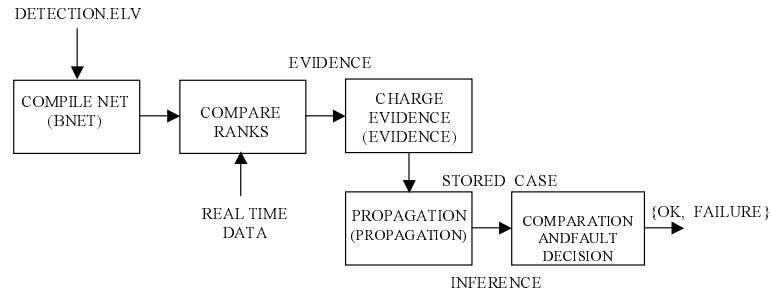 DETECTION.ELV
EVIDENCE
COMPILE NET
(BNET)
COMPARE
RANKS
CHARGE
EVIDENCE
(EVIDENCE)
REAL TIME
DATA
STORED CASE
PROPAGATION
(PROPAGATION)
COMPARATION
ANDFAULT
DECISION
{OK, FAILURE}
INFERENCE